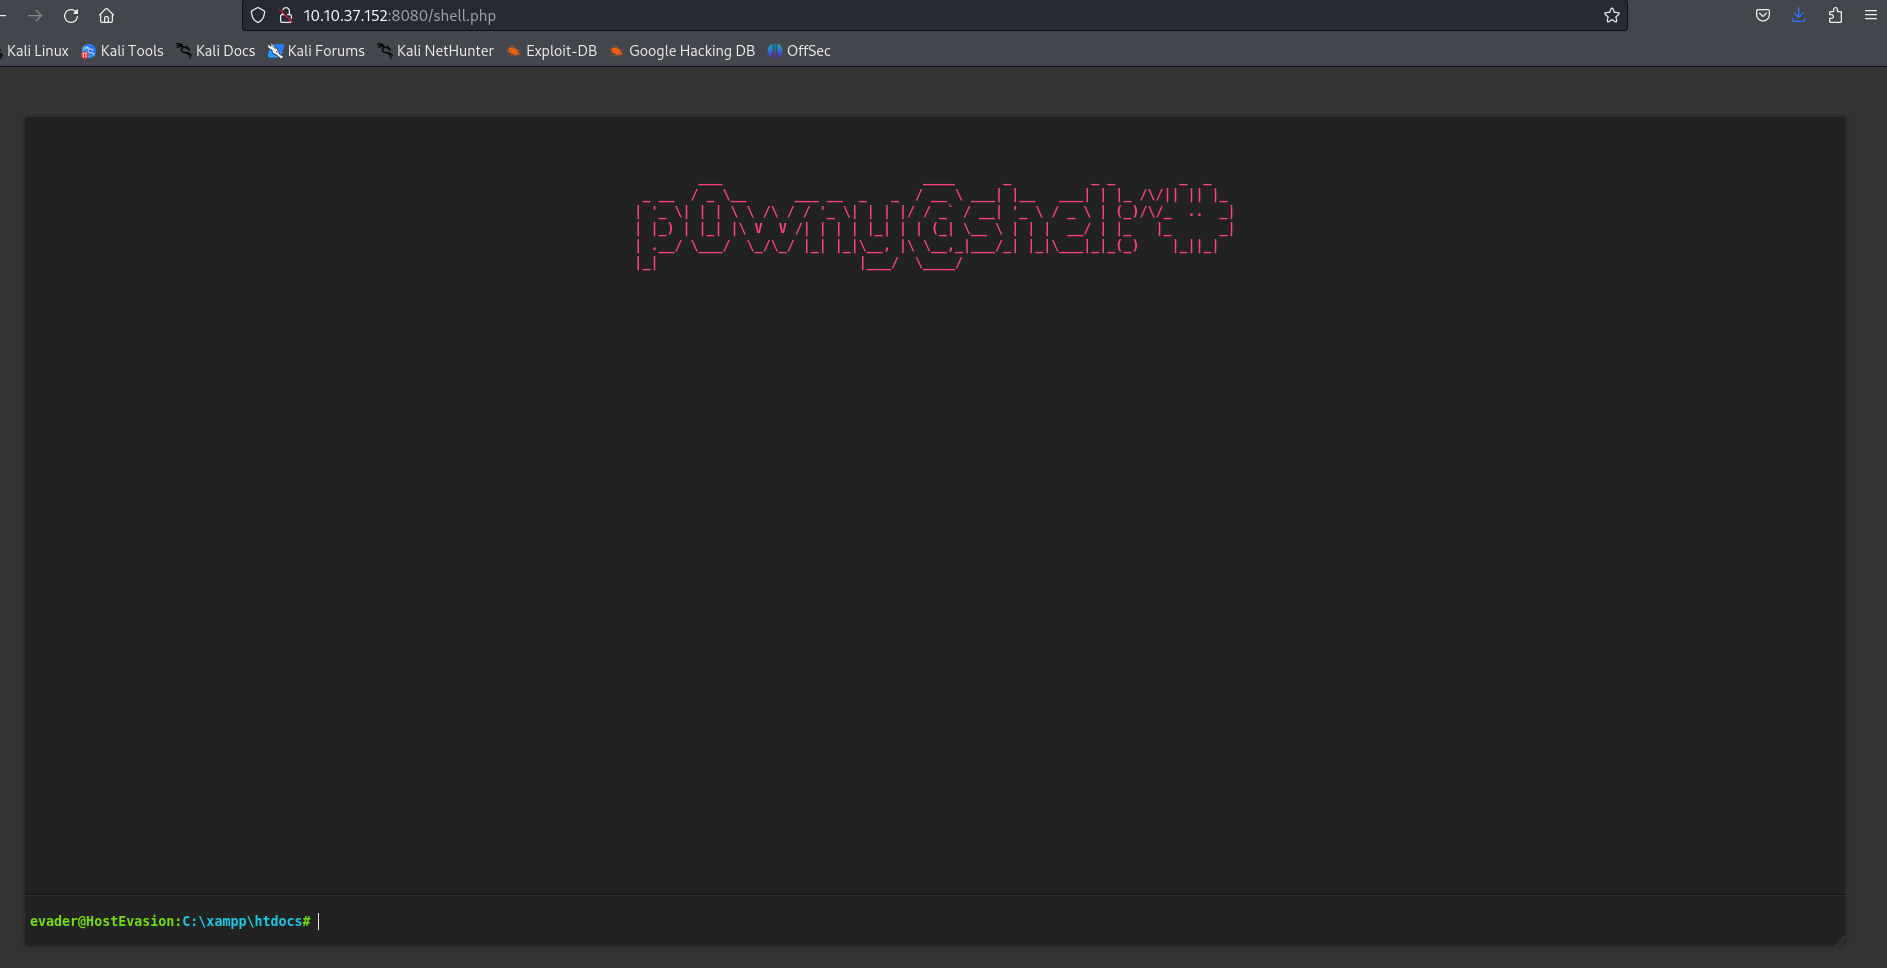 10.10.37.152:8080/shell.php
Kali Linux Kali Tools Kali Docs Kali Forums Kali NetHunter Exploit-DB Google Hacking DB OffSec
p0wny@shell:~#
evader@HostEvasion:C:\xampp\htdocs#